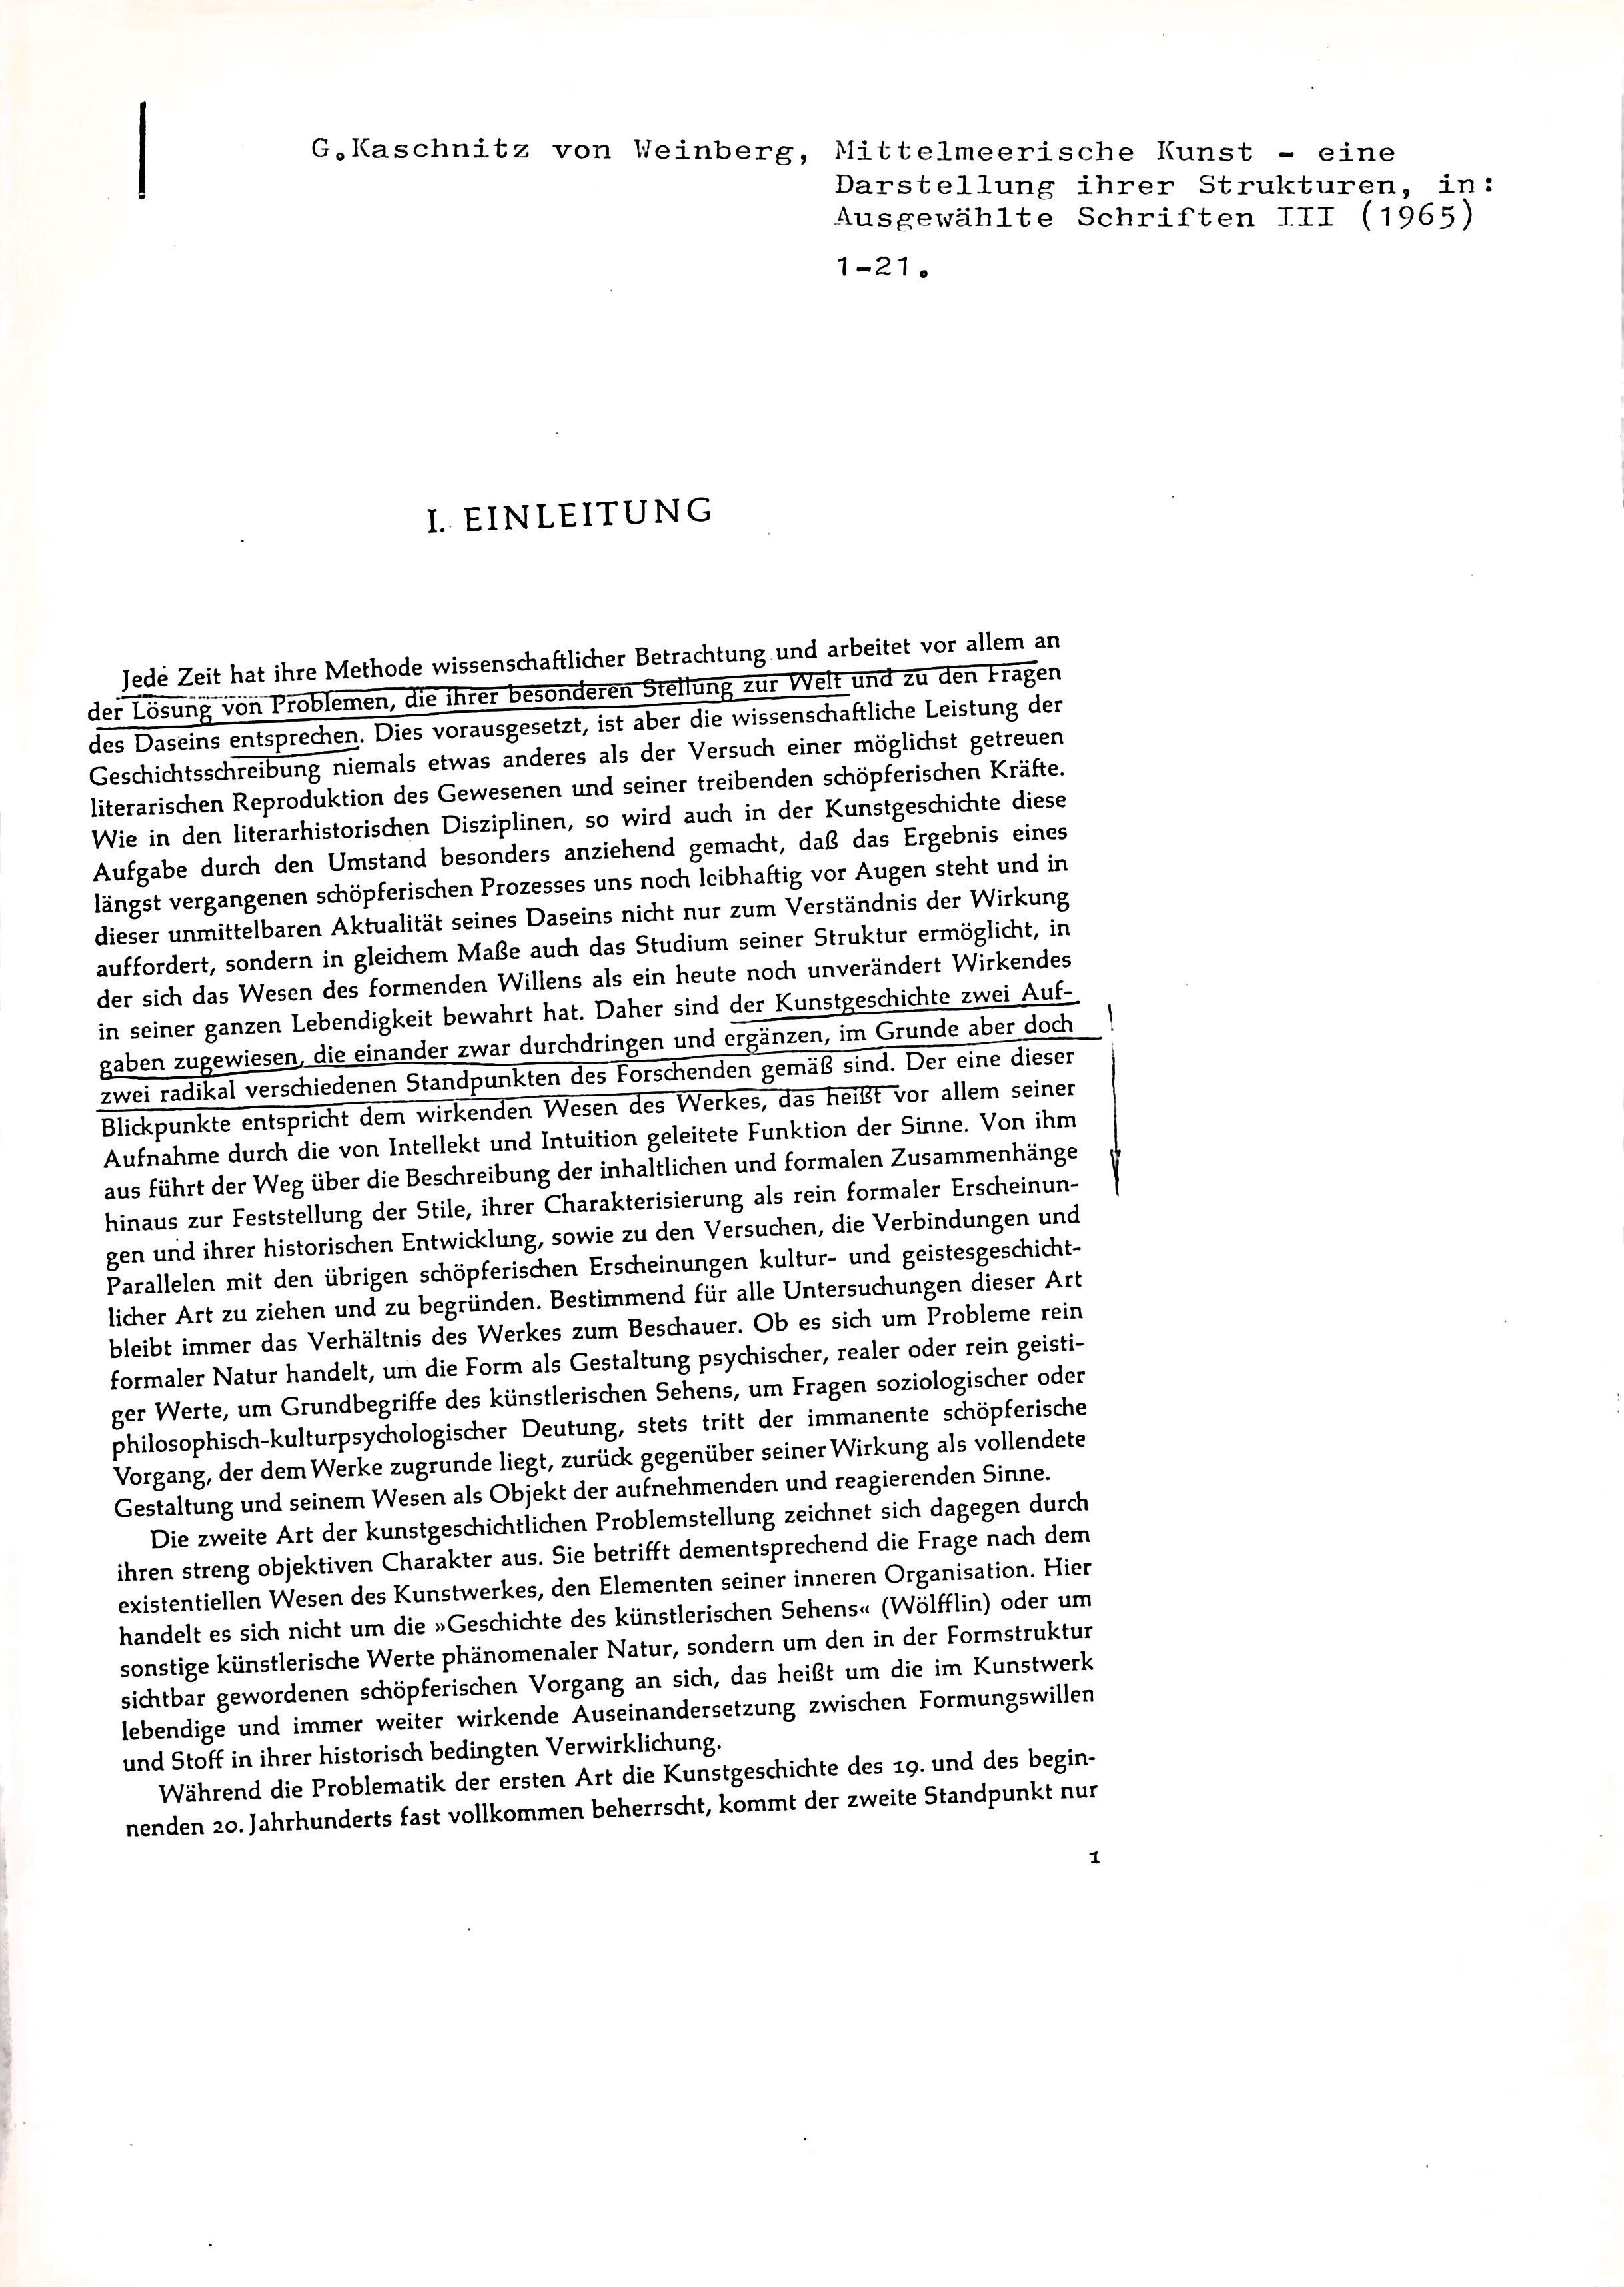 G.Kaschnitz von Weinberg, Mittelmeerische Kunst - eine
Darstellung ihrer Strukturen, in:
Ausgewählte Schriften III (1965)
1-21.
I. EINLEITUNG
Jede Zeit hat ihre Methode wissenschaftlicher Betrachtung und arbeitet vor allem an
der Lösung von Problemen, die ihrer besonderen Stellung zur Welt und zu den Fragen
des Daseins entsprechen. Dies vorausgesetzt, ist aber die wissenschaftliche Leistung der
Geschichtsschreibung niemals etwas anderes als der Versuch einer möglichst getreuen
literarischen Reproduktion des Gewesenen und seiner treibenden schöpferischen Kräfte.
Wie in den literarhistorischen Disziplinen, so wird auch in der Kunstgeschichte diese
Aufgabe durch den Umstand besonders anziehend gemacht, daß das Ergebnis eines
längst vergangenen schöpferischen Prozesses uns noch leibhaftig vor Augen steht und in
dieser unmittelbaren Aktualität seines Daseins nicht nur zum Verständnis der Wirkung
auffordert, sondern in gleichem Maße auch das Studium seiner Struktur ermöglicht, in
der sich das Wesen des formenden Willens als ein heute noch unverändert Wirkendes
in seiner ganzen Lebendigkeit bewahrt hat. Daher sind der Kunstgeschichte zwei Auf-
gaben zugewiesen, die einander zwar durchdringen und ergänzen, im Grunde aber doch
zwei radikal verschiedenen Standpunkten des Forschenden gemäß sind. Der eine dieser
Blickpunkte entspricht dem wirkenden Wesen des Werkes, das heißt vor allem seiner
Aufnahme durch die von Intellekt und Intuition geleitete Funktion der Sinne. Von ihm
aus führt der Weg über die Beschreibung der inhaltlichen und formalen Zusammenhänge
hinaus zur Feststellung der Stile, ihrer Charakterisierung als rein formaler Erscheinun-
gen und ihrer historischen Entwicklung, sowie zu den Versuchen, die Verbindungen und
Parallelen mit den übrigen schöpferischen Erscheinungen kultur- und geistesgeschicht-
licher Art zu ziehen und zu begründen. Bestimmend für alle Untersuchungen dieser Art
bleibt immer das Verhältnis des Werkes zum Beschauer. Ob es sich um Probleme rein
formaler Natur handelt, um die Form als Gestaltung psychischer, realer oder rein geisti-
ger Werte, um Grundbegriffe des künstlerischen Sehens, um Fragen soziologischer oder
philosophisch-kulturpsychologischer Deutung, stets tritt der immanente schöpferische
Vorgang, der dem Werke zugrunde liegt, zurück gegenüber seiner Wirkung als vollendete
Gestaltung und seinem Wesen als Objekt der aufnehmenden und reagierenden Sinne.
Die zweite Art der kunstgeschichtlichen Problemstellung zeichnet sich dagegen durch
ihren streng objektiven Charakter aus. Sie betrifft dementsprechend die Frage nach dem
existentiellen Wesen des Kunstwerkes, den Elementen seiner inneren Organisation. Hier
handelt es sich nicht um die »Geschichte des künstlerischen Sehens« (Wölfflin) oder um
sonstige künstlerische Werte phänomenaler Natur, sondern um den in der Formstruktur
sichtbar gewordenen schöpferischen Vorgang an sich, das heißt um die im Kunstwerk
lebendige und immer weiter wirkende Auseinandersetzung zwischen Formungswillen
und Stoff in ihrer historisch bedingten Verwirklichung.
Während die Problematik der ersten Art die Kunstgeschichte des 19. und des begin-
nenden 20. Jahrhunderts fast vollkommen beherrscht, kommt der zweite Standpunkt nur
1